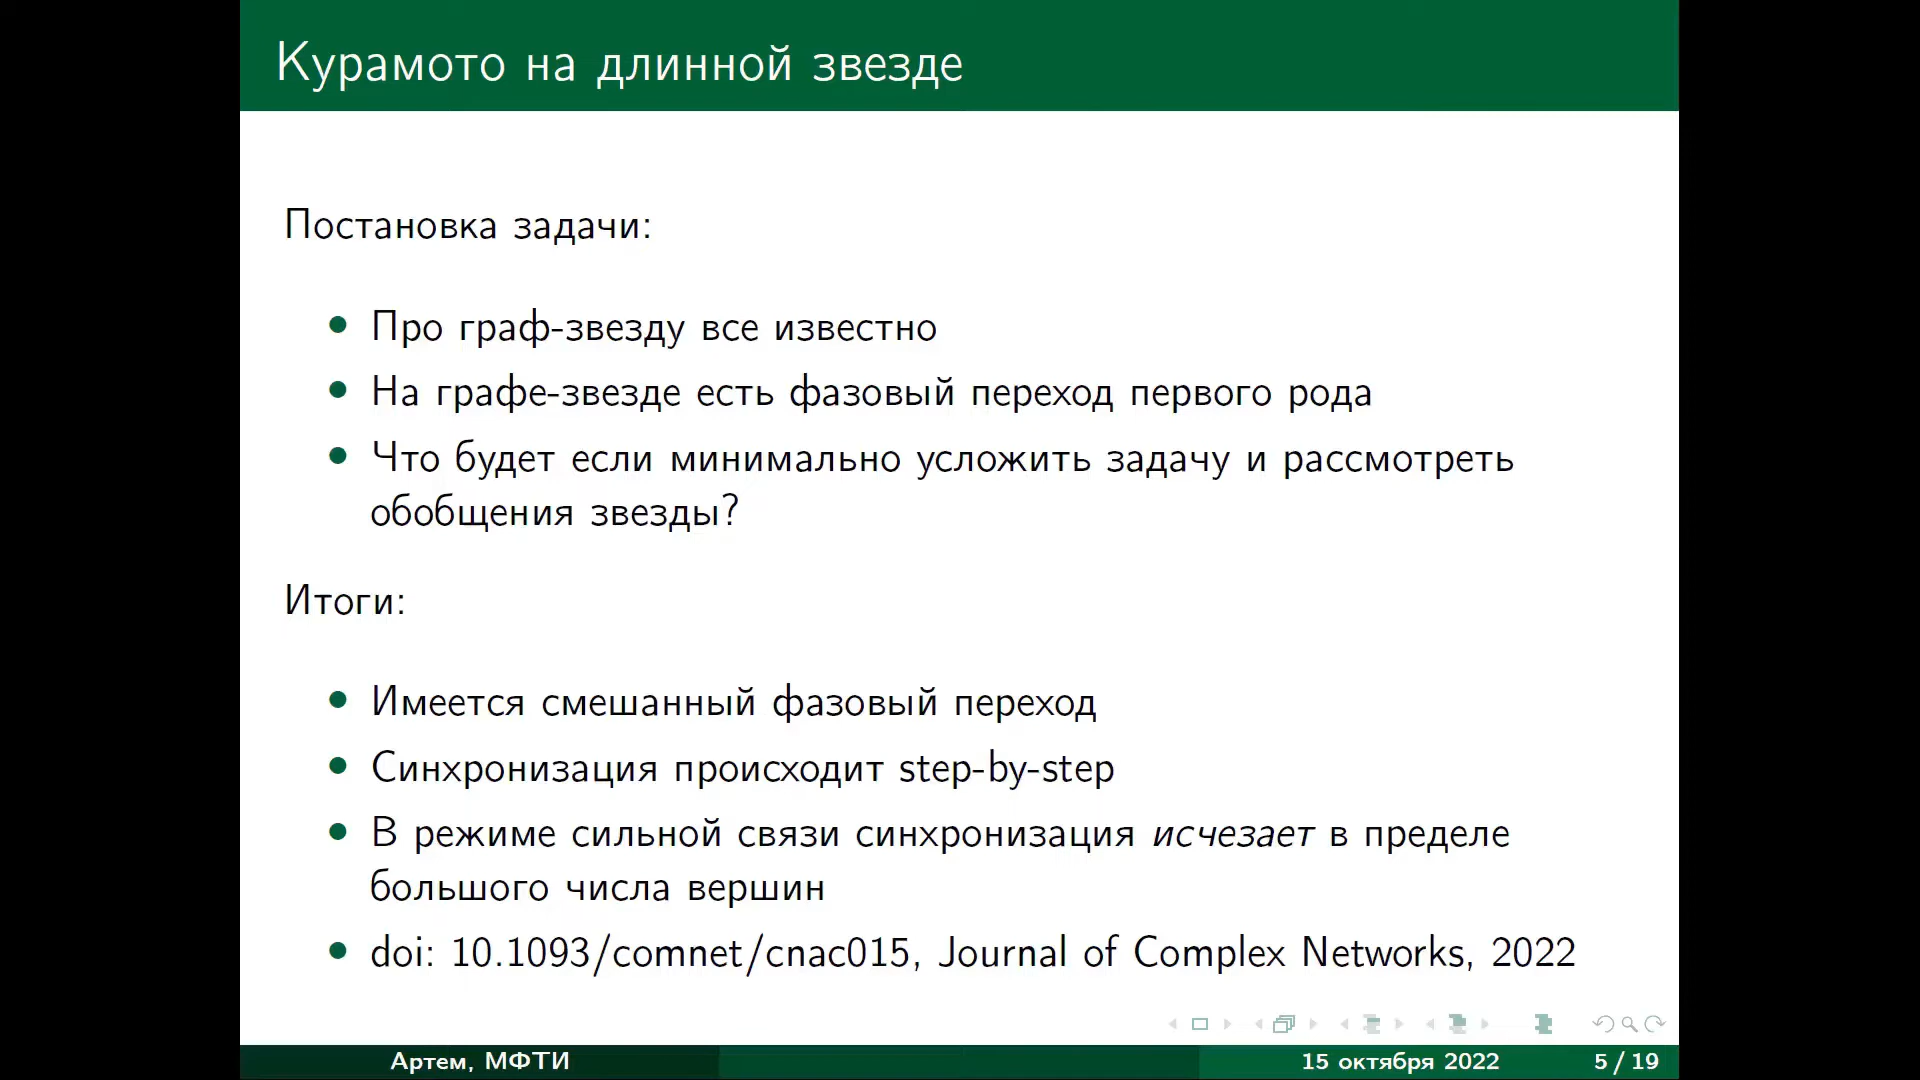 Курамото на длинной звезде
Постановка задачи:
Про граф-звезду все известно
На графе-звезде есть фазовый переход первого рода
Что будет если минимально усложить задачу и рассмотреть
обобщения звезды?
Итоги:
Имеется смешанный фазовый переход
Синхронизация происходит step-by-step
В режиме сильной связи синхронизация исчезает в пределе
большого числа вершин
doi: 10.1093/comnet/cnac015, Journal of Complex Networks, 2022
Артем, МФТИ
15 октября 2022
5 / 19